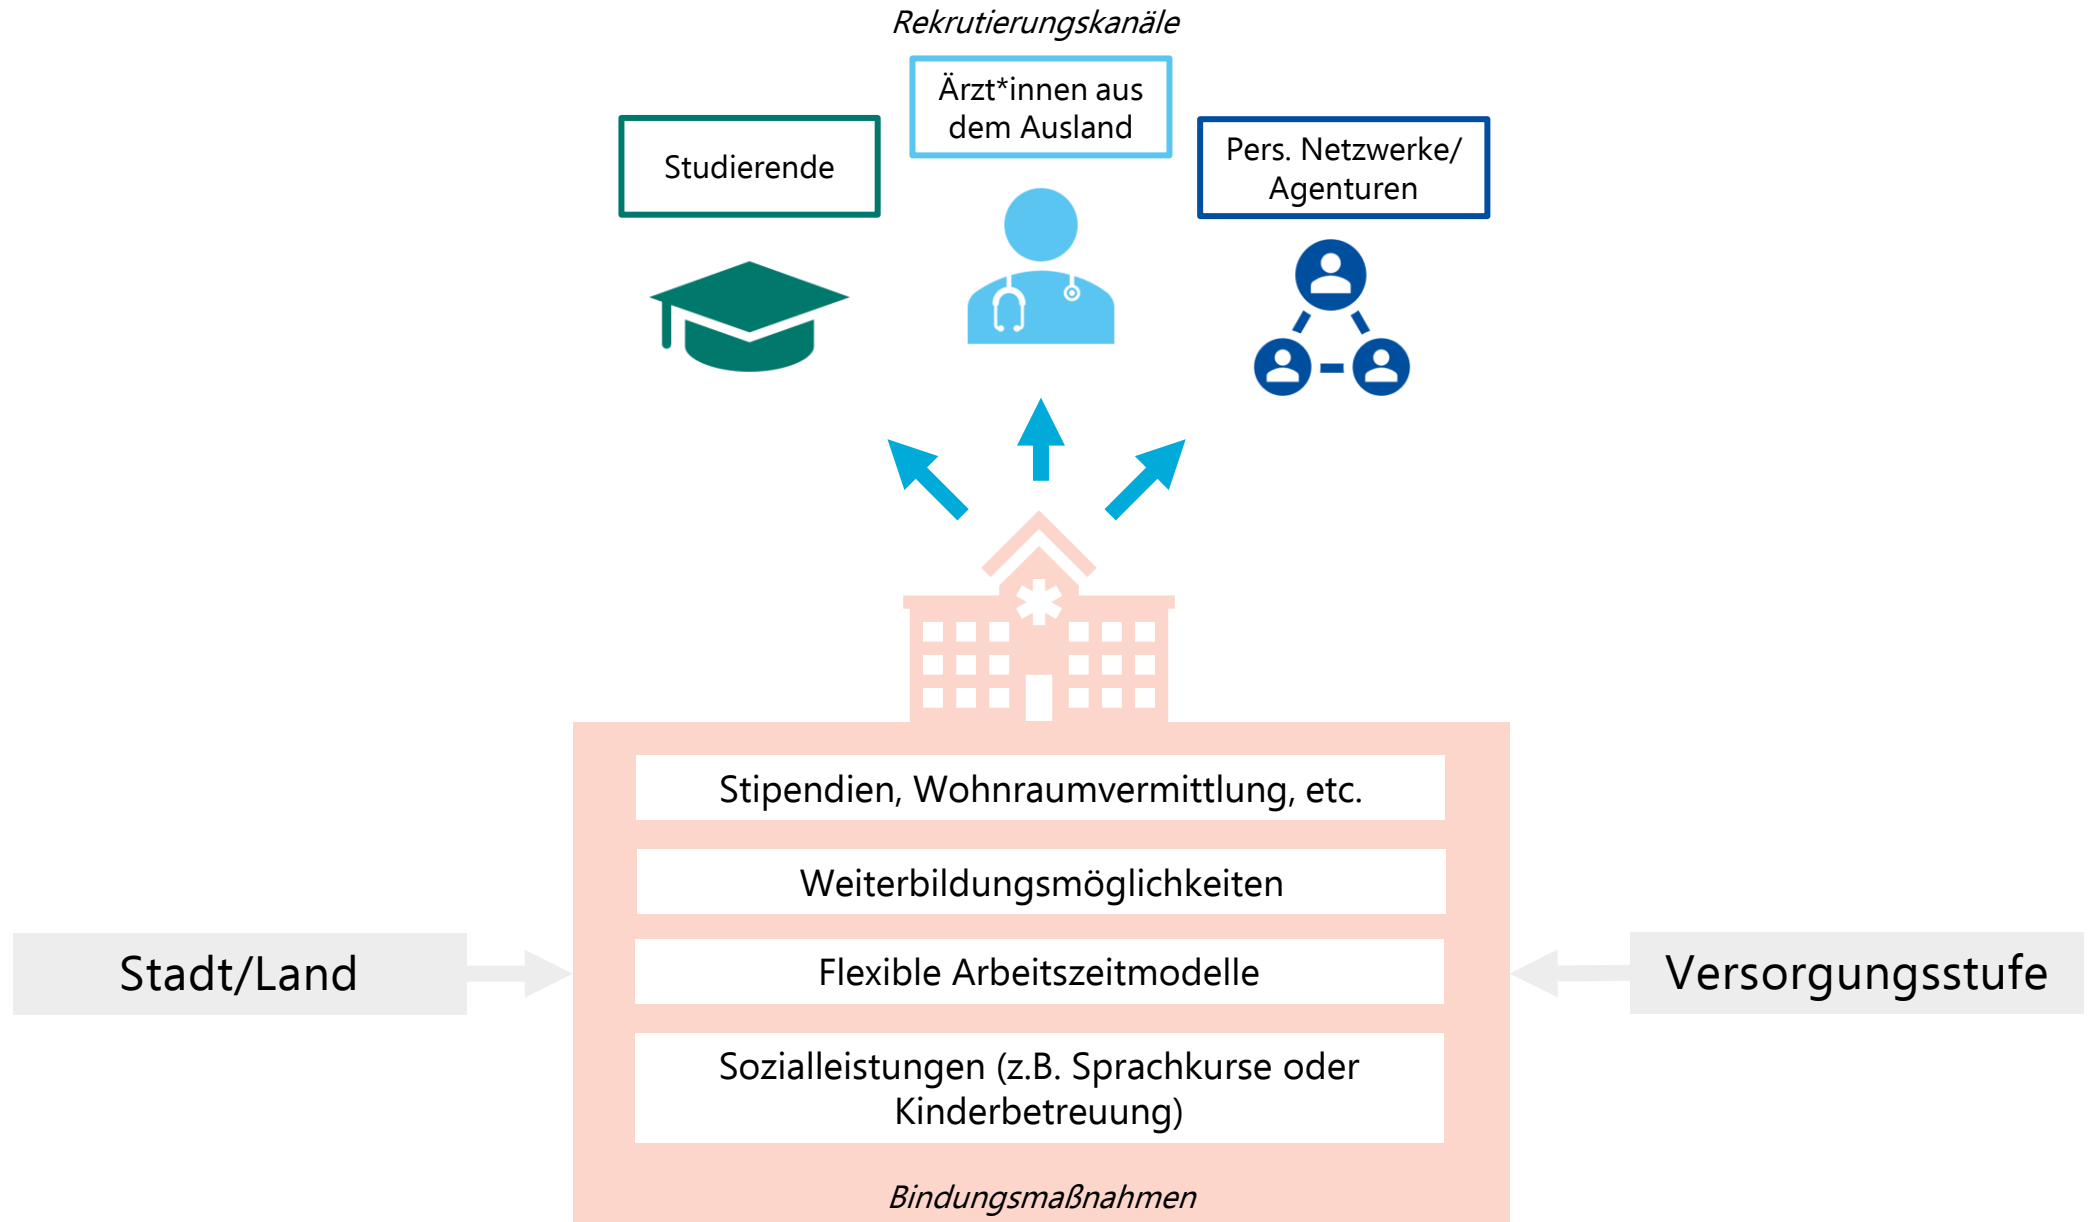 Rekrutierungskanäle
Studierende
Ärzt*innen aus
dem Ausland
Pers. Netzwerke/
Agenturen
Stipendien, Wohnraumvermittlung, etc.
Weiterbildungsmöglichkeiten
Stadt/Land
Flexible Arbeitszeitmodelle
Versorgungsstufe
Sozialleistungen (z.B. Sprachkurse oder
Kinderbetreuung)
Bindungsmaßnahmen